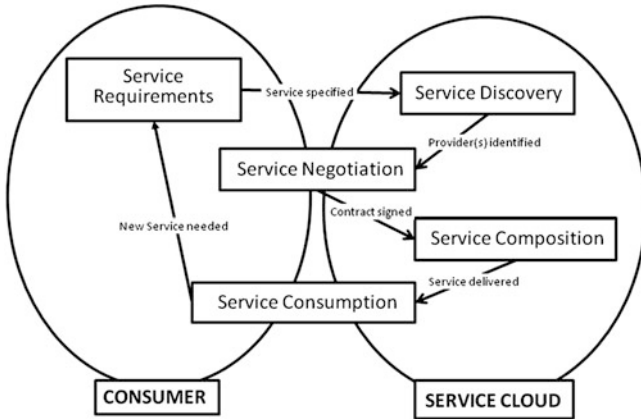 Service
Requirements
Service specified
Service Discovery
Provider(s) identified
Service Negotiation
Contract signed
New Service needed
Service Composition
Service delivered
Service Consumption
CONSUMER
SERVICE CLOUD